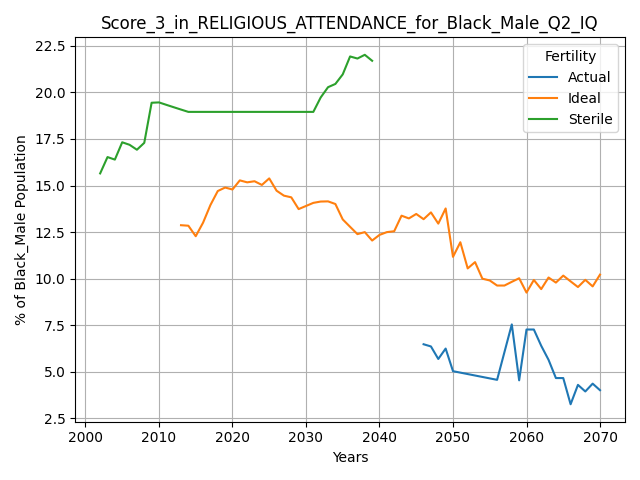 Score_3_in_RELIGIOUS_ATTENDANCE_for_Black_Male_Q2_IQ
Fertility
Actual
Ideal
Sterile
% of Black_Male Population
22.5
20.0
17.5
15.0
12.5
10.0
7.5
5.0
2.5
2000 2010 2020 2030 2040 2050 2060 2070
Years